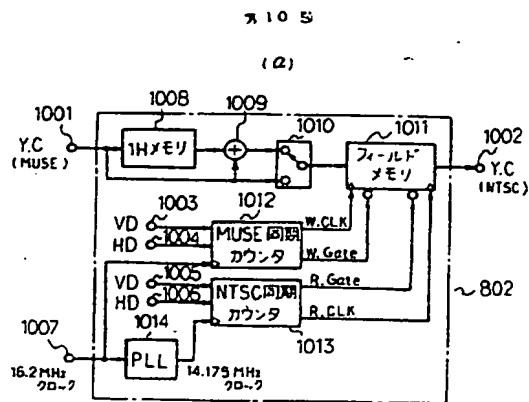 第10図
(a)
1008
1009
1001
1010
1011
1002
Y.C
(MUSE)
1Hメモリ
フィールド
メモリ
Y.C
(NTSC)
1003
1012
VD
HD
1004
MUSE同期
カウンタ
W.CLK
W.Gate
1005
VD
HD
1006
NTSC同期
カウンタ
R.Gate
R.CLK
802
1007
1014
1013
PLL
16.2MHz
クロック
14.179MHz
クロック